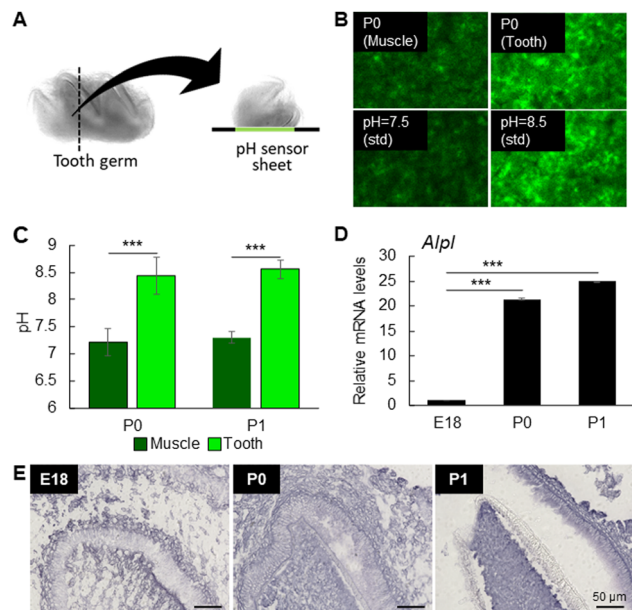 A
Tooth germ
pH sensor
sheet
B
P0
(Muscle)
P0
(Tooth)
pH=7.5
(std)
pH=8.5
(std)
C
***
***
9
8.5
8
7.5
7
6.5
6
pH
P0
P1
Muscle
Tooth
D
Alpl
***
***
30
25
20
15
10
5
0
Relative mRNA levels
E18
P0
P1
E
E18
P0
P1
50 µm